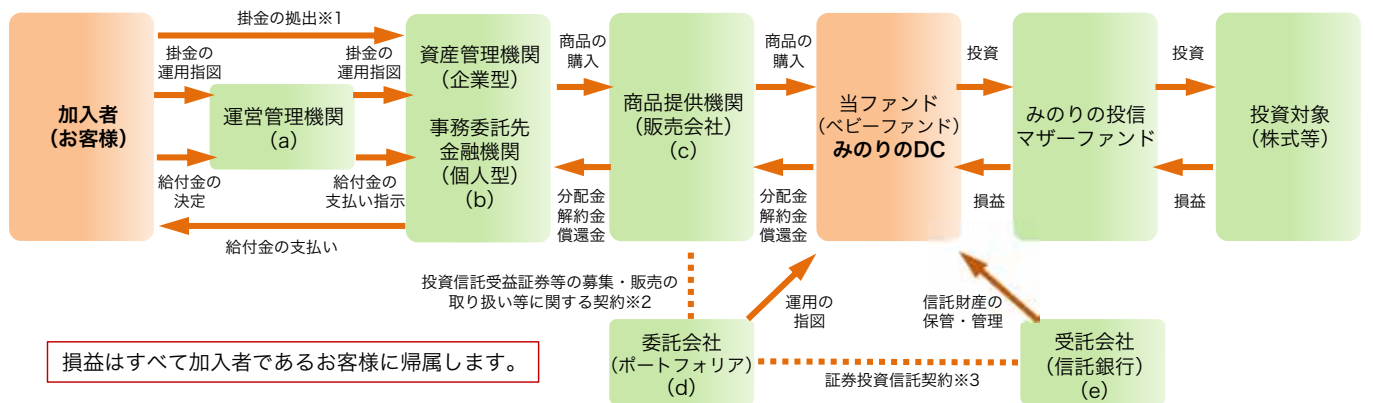 掛金の拠出※1
掛金の
運用指図
掛金の
運用指図
加入者
(お客様)
運営管理機関
(a)
給付金の
決定
給付金の
支払い指示
給付金の支払い
資産管理機関
(企業型)
事務委託先
金融機関
(個人型)
(b)
商品の
購入
分配金
解約金
償還金
商品提供機関
(販売会社)
(c)
商品の
購入
分配金
解約金
償還金
当ファンド
(ベビーファンド)
みのりのDC
投資
損益
みのりの投信
マザーファンド
投資
損益
投資対象
(株式等)
投資信託受益証券等の募集・販売の
取り扱い等に関する契約※2
運用の
指図
信託財産の
保管・管理
委託会社
(ポートフォリア)
(d)
証券投資信託契約※3
受託会社
(信託銀行)
(e)
損益はすべて加入者であるお客様に帰属します。